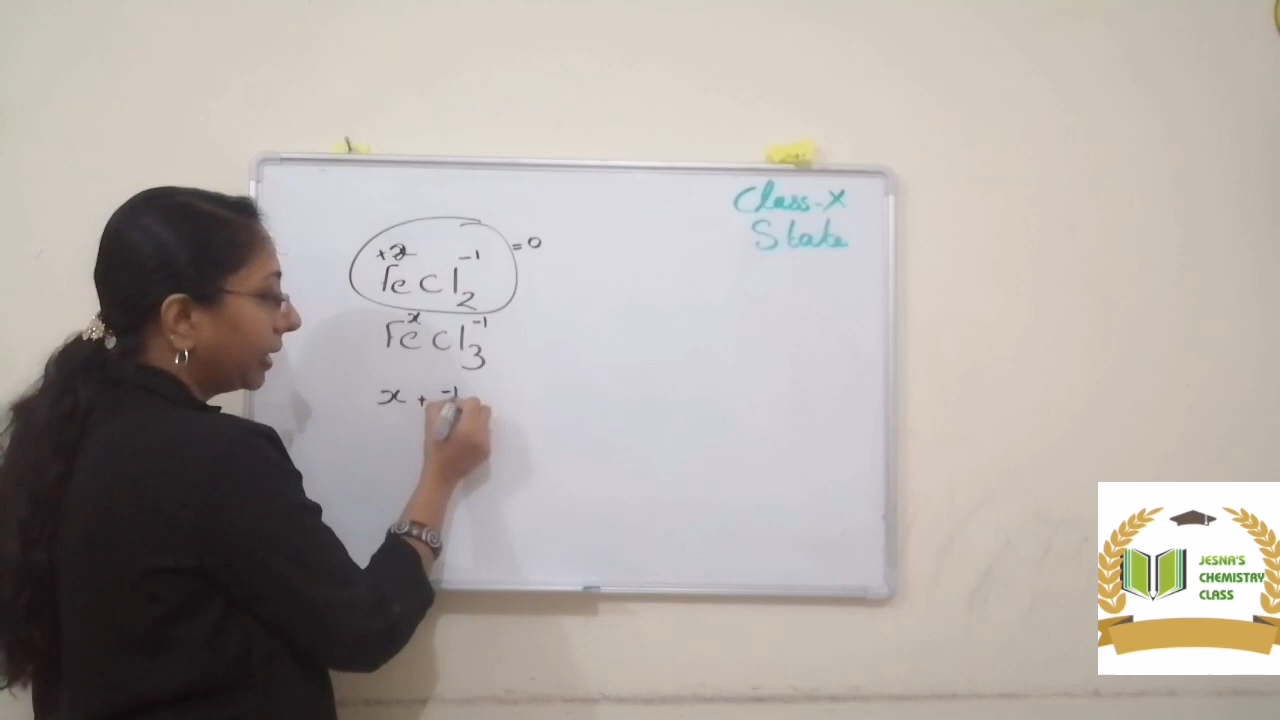 Class-X
State
+2 -1
FeCl2 = 0
x -1
FeCl3
x + -1
JESNA'S
CHEMISTRY
CLASS